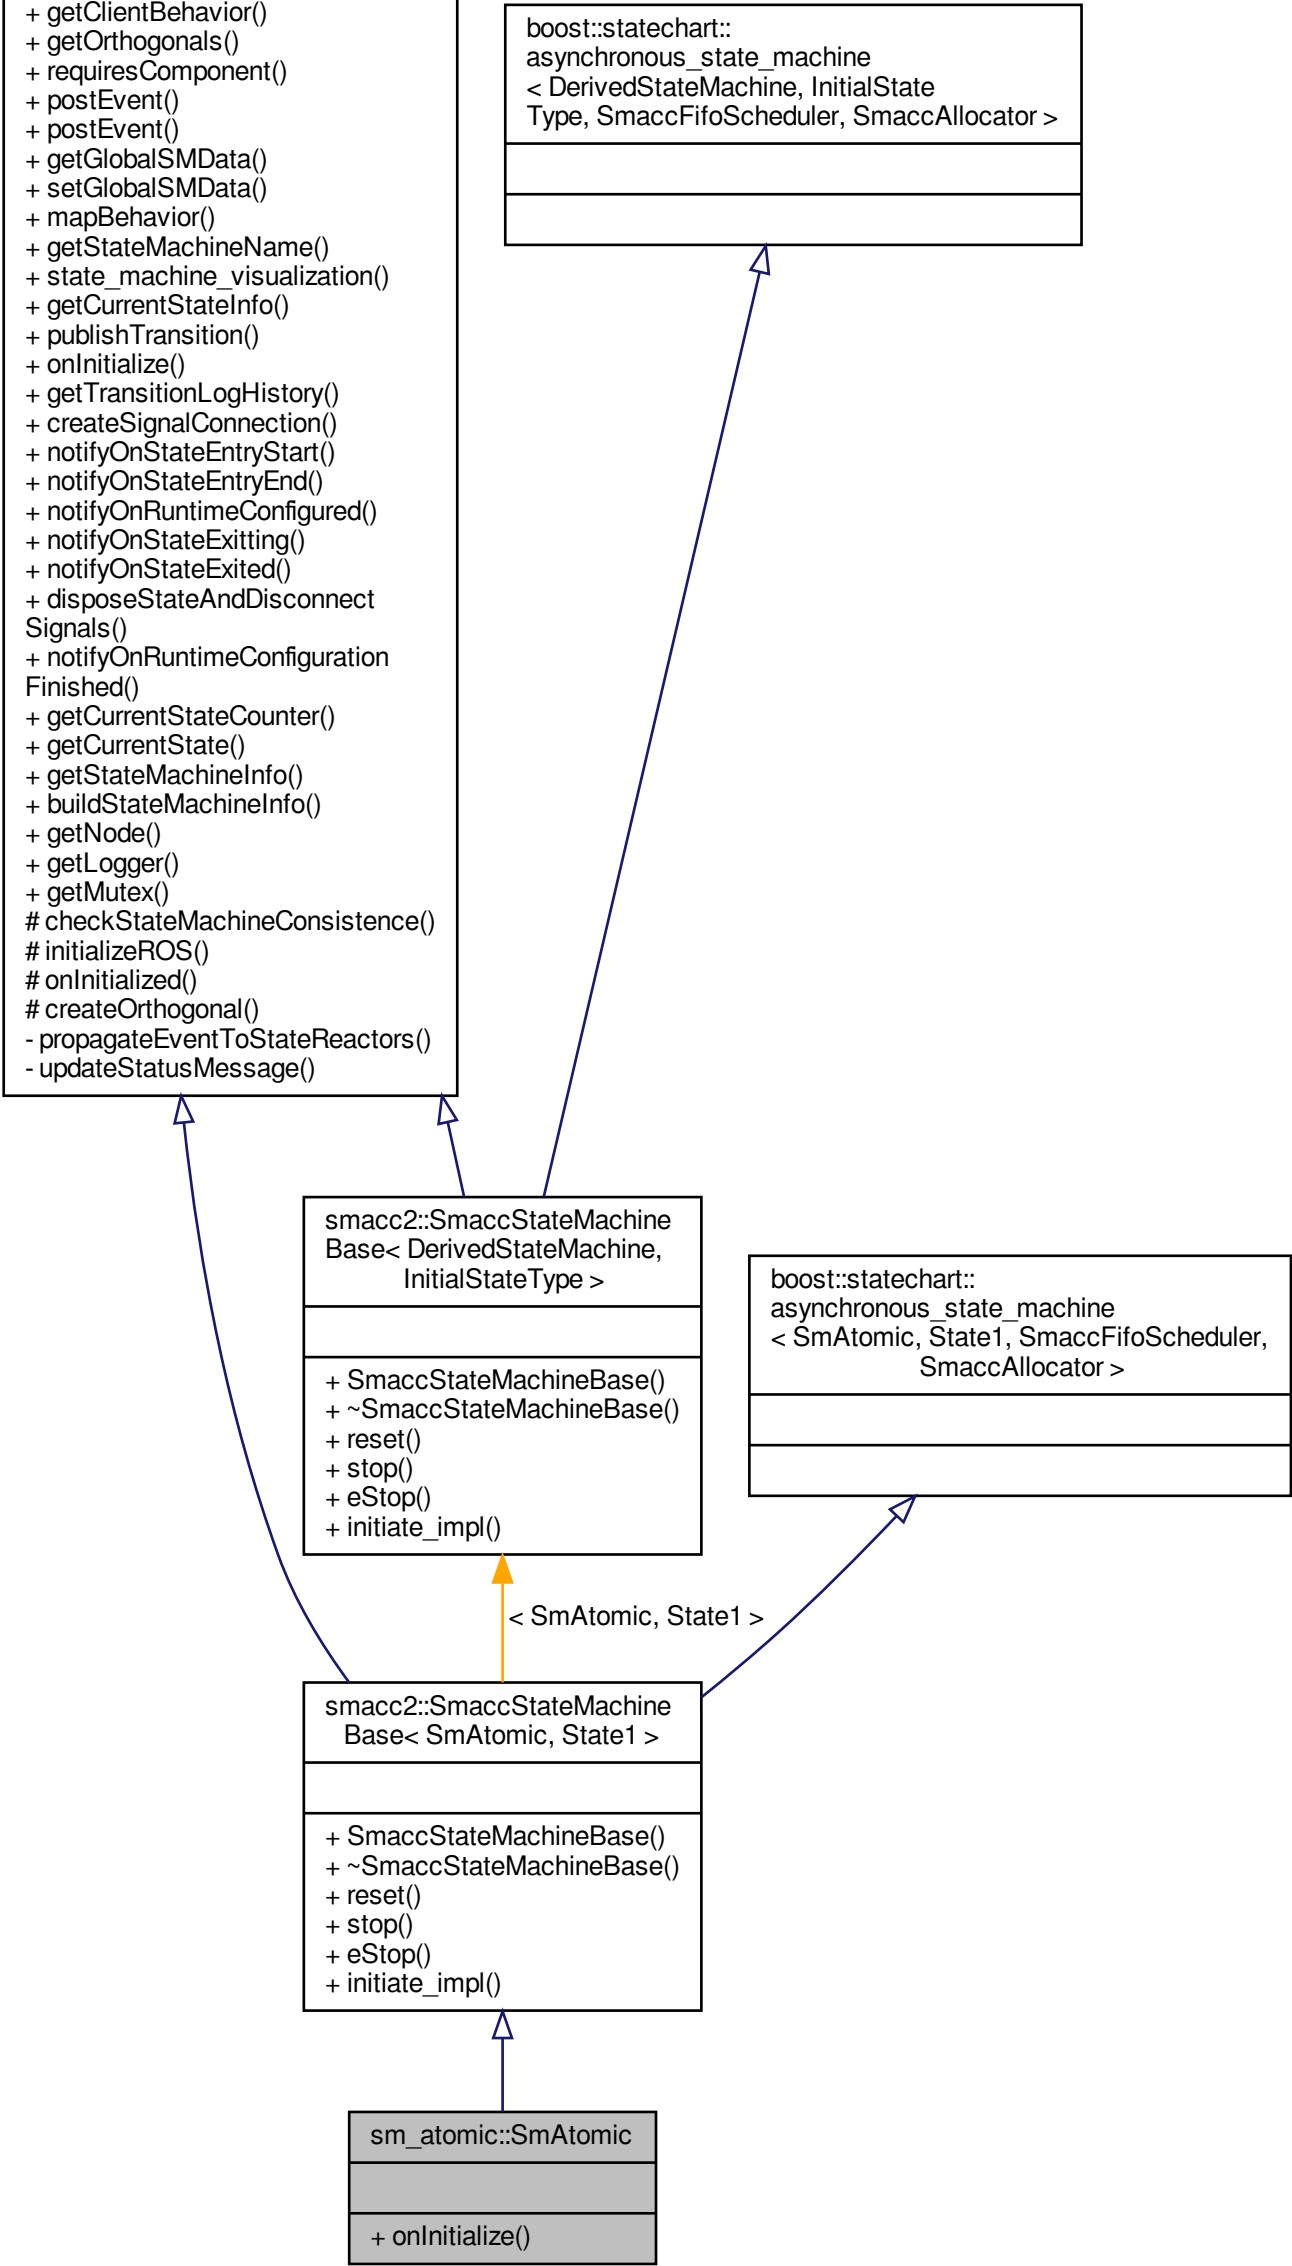 + getClientBehavior()
+ getOrthogonals()
+ requiresComponent()
+ postEvent()
+ postEvent()
+ getGlobalSMData()
+ setGlobalSMData()
+ mapBehavior()
+ getStateMachineName()
+ state_machine_visualization()
+ getCurrentStateInfo()
+ publishTransition()
+ onInitialize()
+ getTransitionLogHistory()
+ createSignalConnection()
+ notifyOnStateEntryStart()
+ notifyOnStateEntryEnd()
+ notifyOnRuntimeConfigured()
+ notifyOnStateExitting()
+ notifyOnStateExited()
+ disposeStateAndDisconnect
Signals()
+ notifyOnRuntimeConfiguration
Finished()
+ getCurrentStateCounter()
+ getCurrentState()
+ getStateMachineInfo()
+ buildStateMachineInfo()
+ getNode()
+ getLogger()
+ getMutex()
# checkStateMachineConsistence()
# initializeROS()
# onInitialized()
# createOrthogonal()
- propagateEventToStateReactors()
- updateStatusMessage()
boost::statechart::
asynchronous_state_machine
< DerivedStateMachine, InitialState
Type, SmaccFifoScheduler, SmaccAllocator >
smacc2::SmaccStateMachine
Base< DerivedStateMachine,
InitialStateType >
+ SmaccStateMachineBase()
+ ~SmaccStateMachineBase()
+ reset()
+ stop()
+ eStop()
+ initiate_impl()
boost::statechart::
asynchronous_state_machine
< SmAtomic, State1, SmaccFifoScheduler,
SmaccAllocator >
< SmAtomic, State1 >
smacc2::SmaccStateMachine
Base< SmAtomic, State1 >
+ SmaccStateMachineBase()
+ ~SmaccStateMachineBase()
+ reset()
+ stop()
+ eStop()
+ initiate_impl()
sm_atomic::SmAtomic
+ onInitialize()